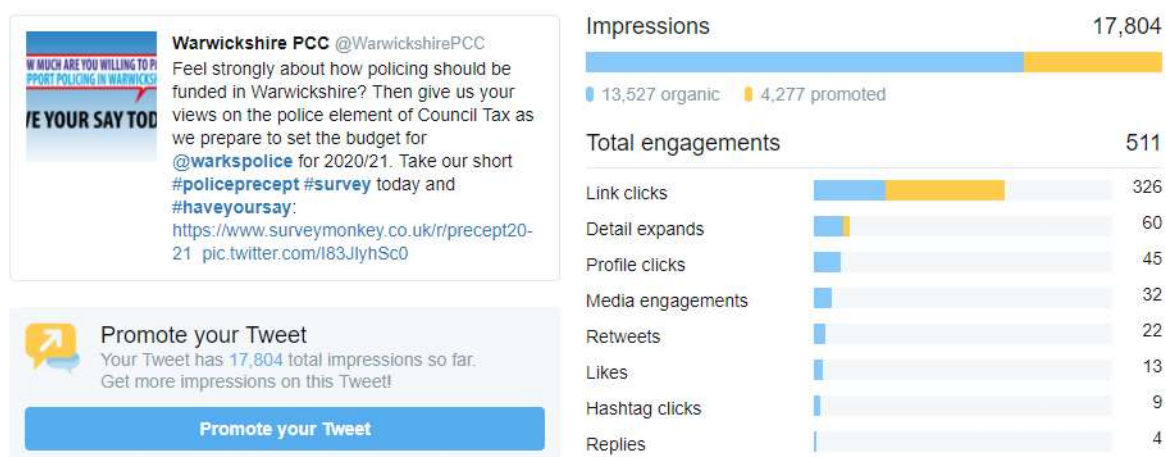 W MUCH ARE YOU WILLING TO P
PPORT POLICING IN WARWICKS
/E YOUR SAY TOD
Warwickshire PCC @WarwickshirePCC
Feel strongly about how policing should be
funded in Warwickshire? Then give us your
views on the police element of Council Tax as
we prepare to set the budget for
@warkspolice for 2020/21. Take our short
#policeprecept #survey today and
#haveyoursay:
https://www.surveymonkey.co.uk/r/precept20-
21 pic.twitter.com/I83JlyhSc0
Promote your Tweet
Your Tweet has 17,804 total impressions so far.
Get more impressions on this Tweet!
Promote your Tweet
Impressions 17,804
13,527 organic 4,277 promoted
Total engagements 511
Link clicks 326
Detail expands 60
Profile clicks 45
Media engagements 32
Retweets 22
Likes 13
Hashtag clicks 9
Replies 4